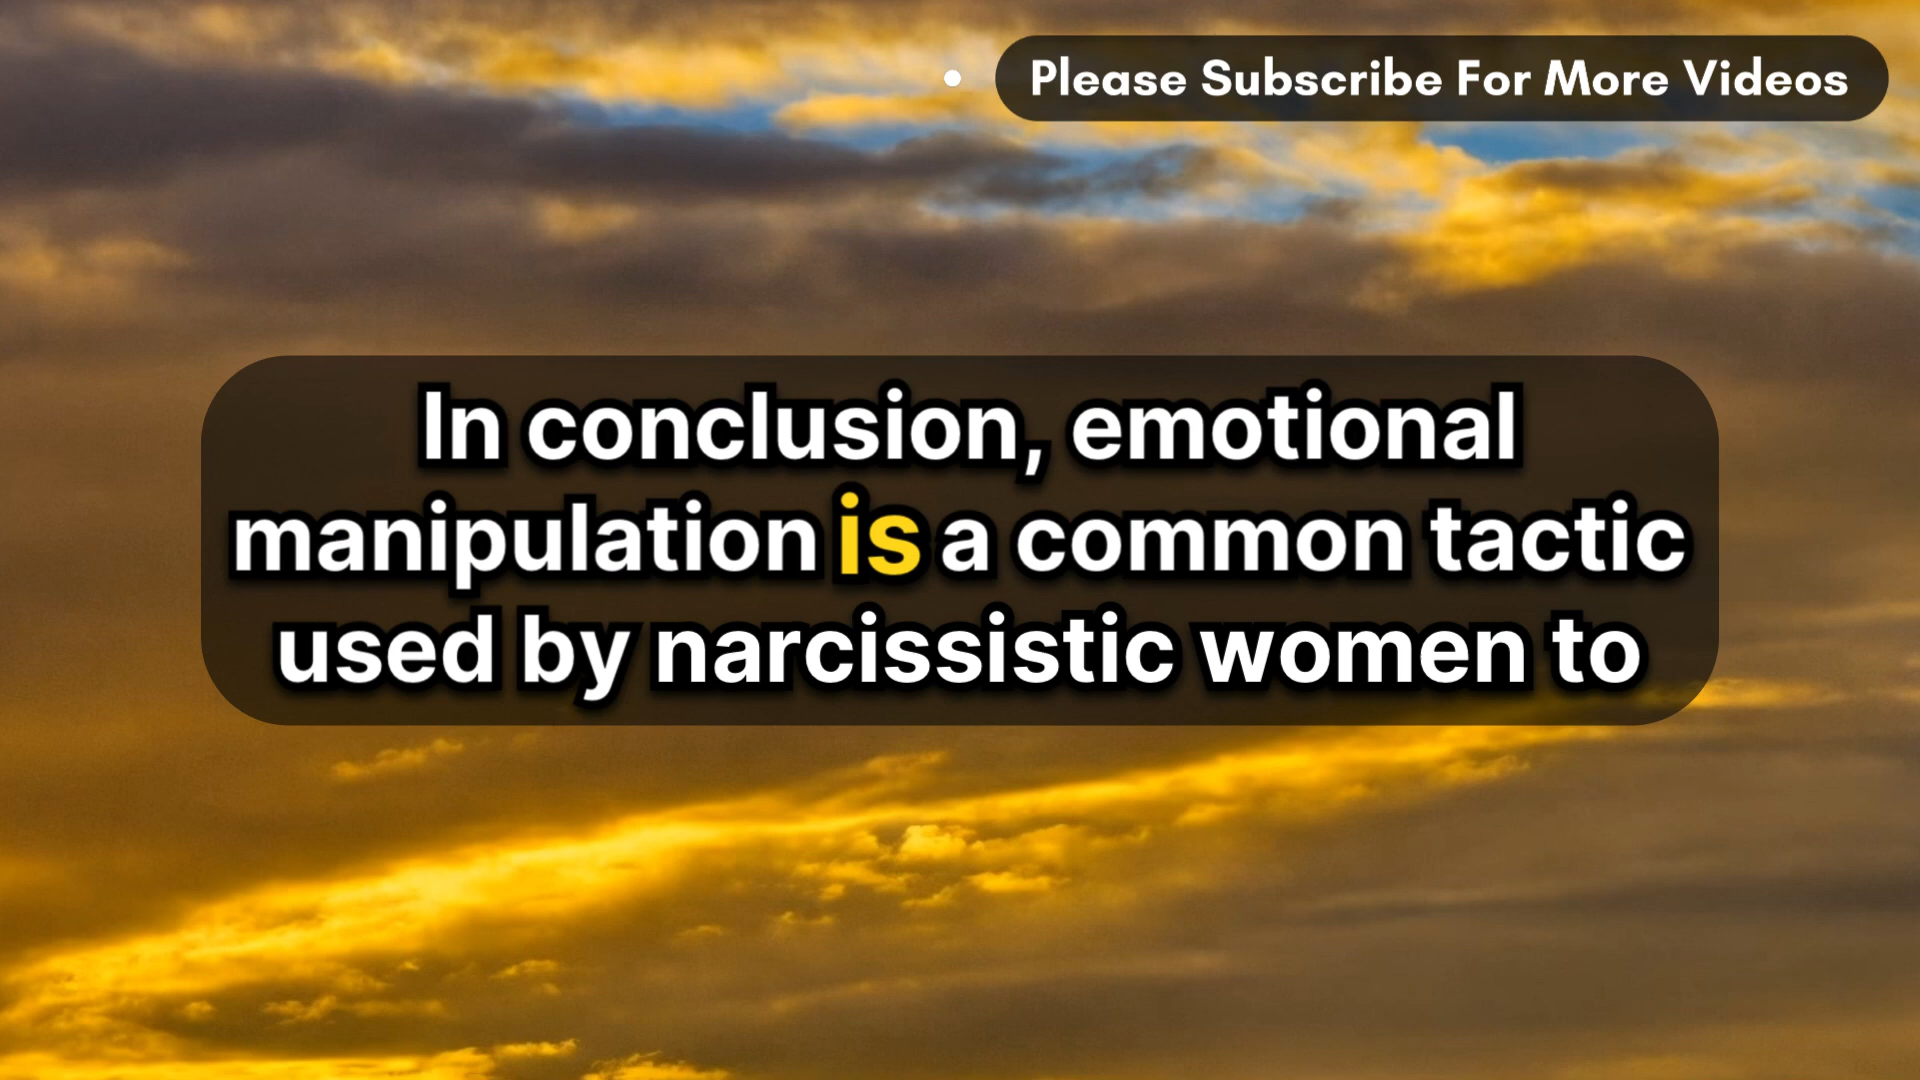 Please Subscribe For More Videos
In conclusion, emotional
manipulation is a common tactic
used by narcissistic women to